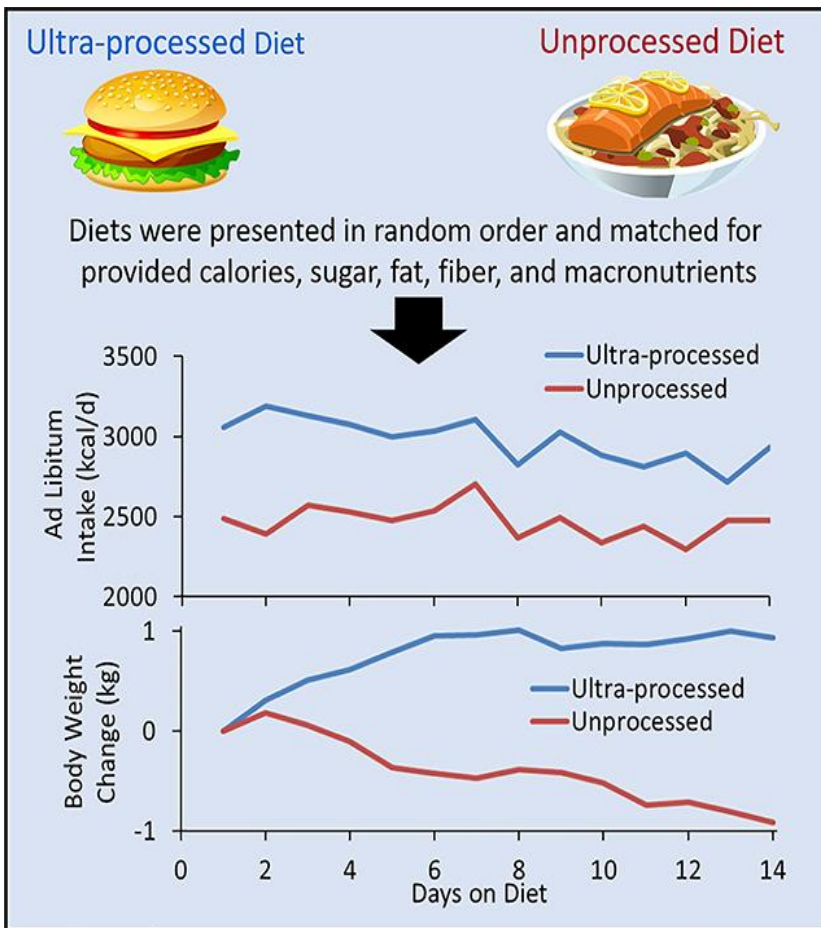 Ultra-processed Diet
Unprocessed Diet
Diets were presented in random order and matched for
provided calories, sugar, fat, fiber, and macronutrients
Ad Libitum
Intake (kcal/d)
3500
3000
2500
2000
Ultra-processed
Unprocessed
Body Weight
Change (kg)
1
0
-1
Ultra-processed
Unprocessed
0 2 4 6 8 10 12 14
Days on Diet